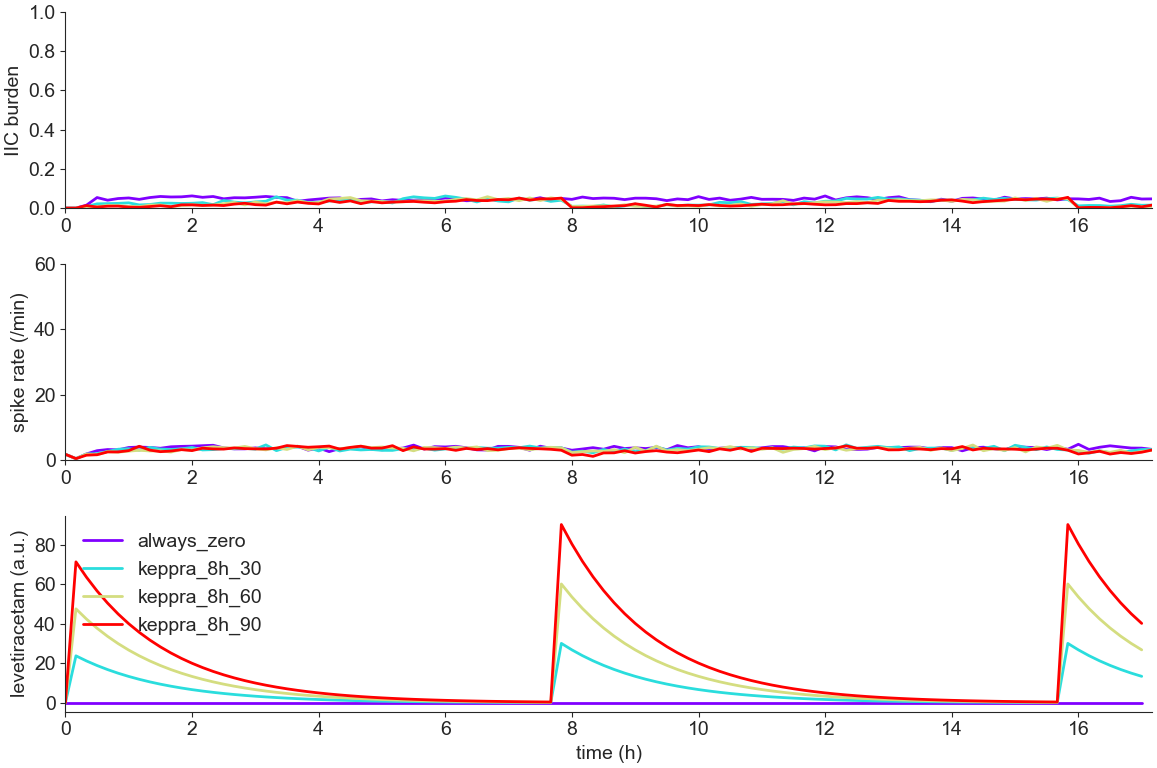 1.0
0.8
0.6
0.4
0.2
0.0
IIC burden
0 2 4 6 8 10 12 14 16
60
40
20
0
spike rate (/min)
0 2 4 6 8 10 12 14 16
80
60
40
20
0
levetiracetam (a.u.)
always_zero
keppra_8h_30
keppra_8h_60
keppra_8h_90
0 2 4 6 8 10 12 14 16
time (h)